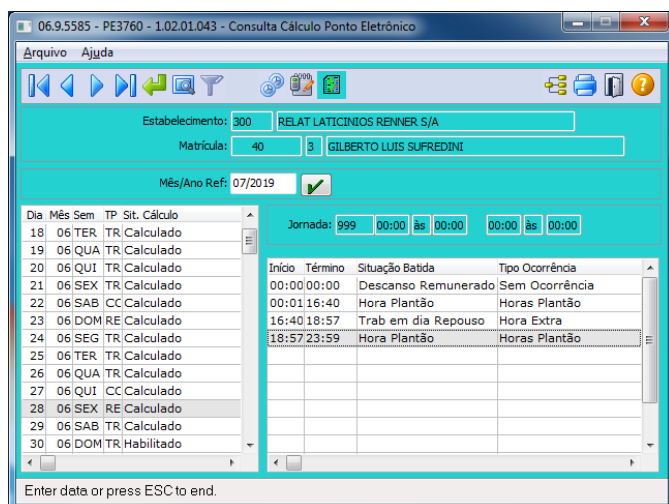 06.9.5585 - PE3760 - 1.02.01.043 - Consulta Cálculo Ponto Eletrônico
Arquivo Ajuda
Estabelecimento: 300 RELAT LATICINIOS RENNER S/A
Matrícula: 40 3 GILBERTO LUIS SUFREDINI
Mês/Ano Ref: 07/2019
Dia Mês Sem TP Sit. Cálculo
18 06 TER TR Calculado
19 06 QUA TR Calculado
20 06 QUI TR Calculado
21 06 SEX TR Calculado
22 06 SAB CC Calculado
23 06 DOM RE Calculado
24 06 SEG TR Calculado
25 06 TER TR Calculado
26 06 QUA TR Calculado
27 06 QUI CC Calculado
28 06 SEX RE Calculado
29 06 SAB TR Calculado
30 06 DOM TR Habilitado
Jornada: 999 00:00 às 00:00 00:00 às 00:00
Início Término Situação Batida Tipo Ocorrência
00:00 00:00 Descanso Remunerado Sem Ocorrência
00:01 16:40 Hora Plantão Horas Plantão
16:40 18:57 Trab em dia Repouso Hora Extra
18:57 23:59 Hora Plantão Horas Plantão
Enter data or press ESC to end.